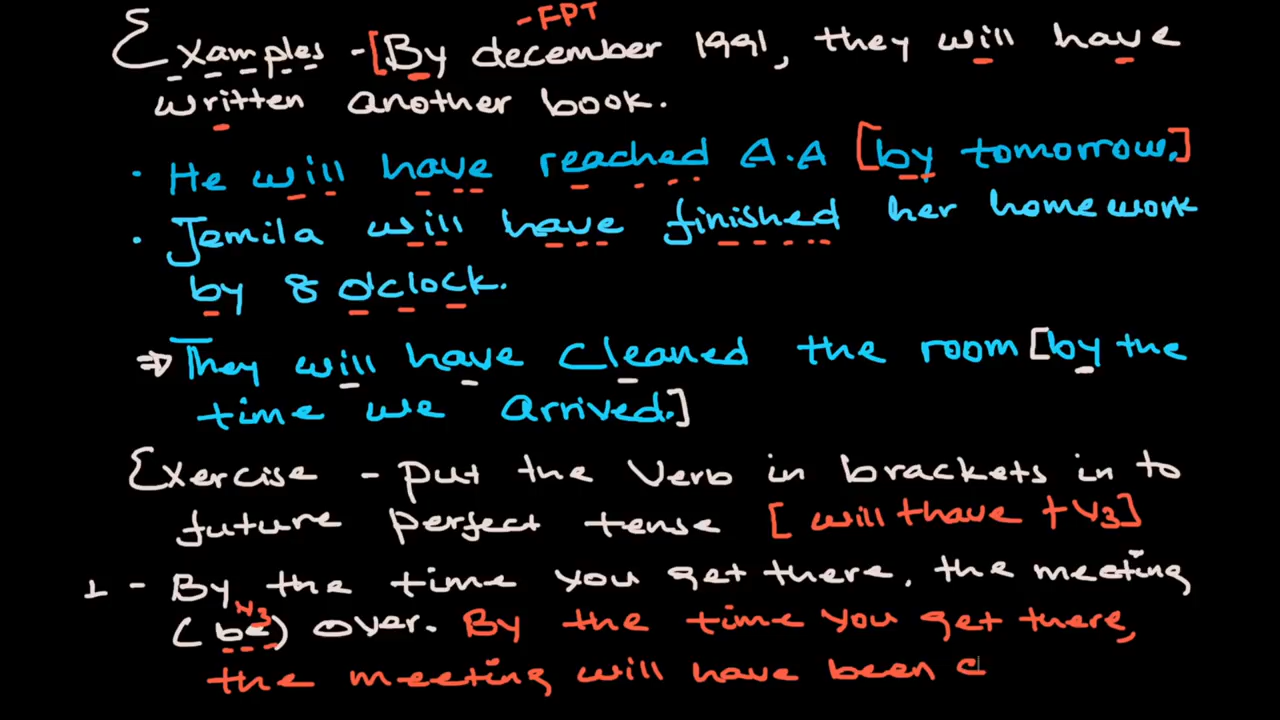 -FPT
Examples - [By december 1991, they will have
written another book.
· He will have reached A.A [by tomorrow.]
· Jemila will have finished her homework
by 8 o'clock.
⇒ They will have Cleaned the room [by the
time we arrived.]
Exercise - put the Verb in brackets in to
future perfect tense [will + have + V3]
1 - By the time you get there, the meeting
V3
(be) over. By the time you get there,
the meeting will have been